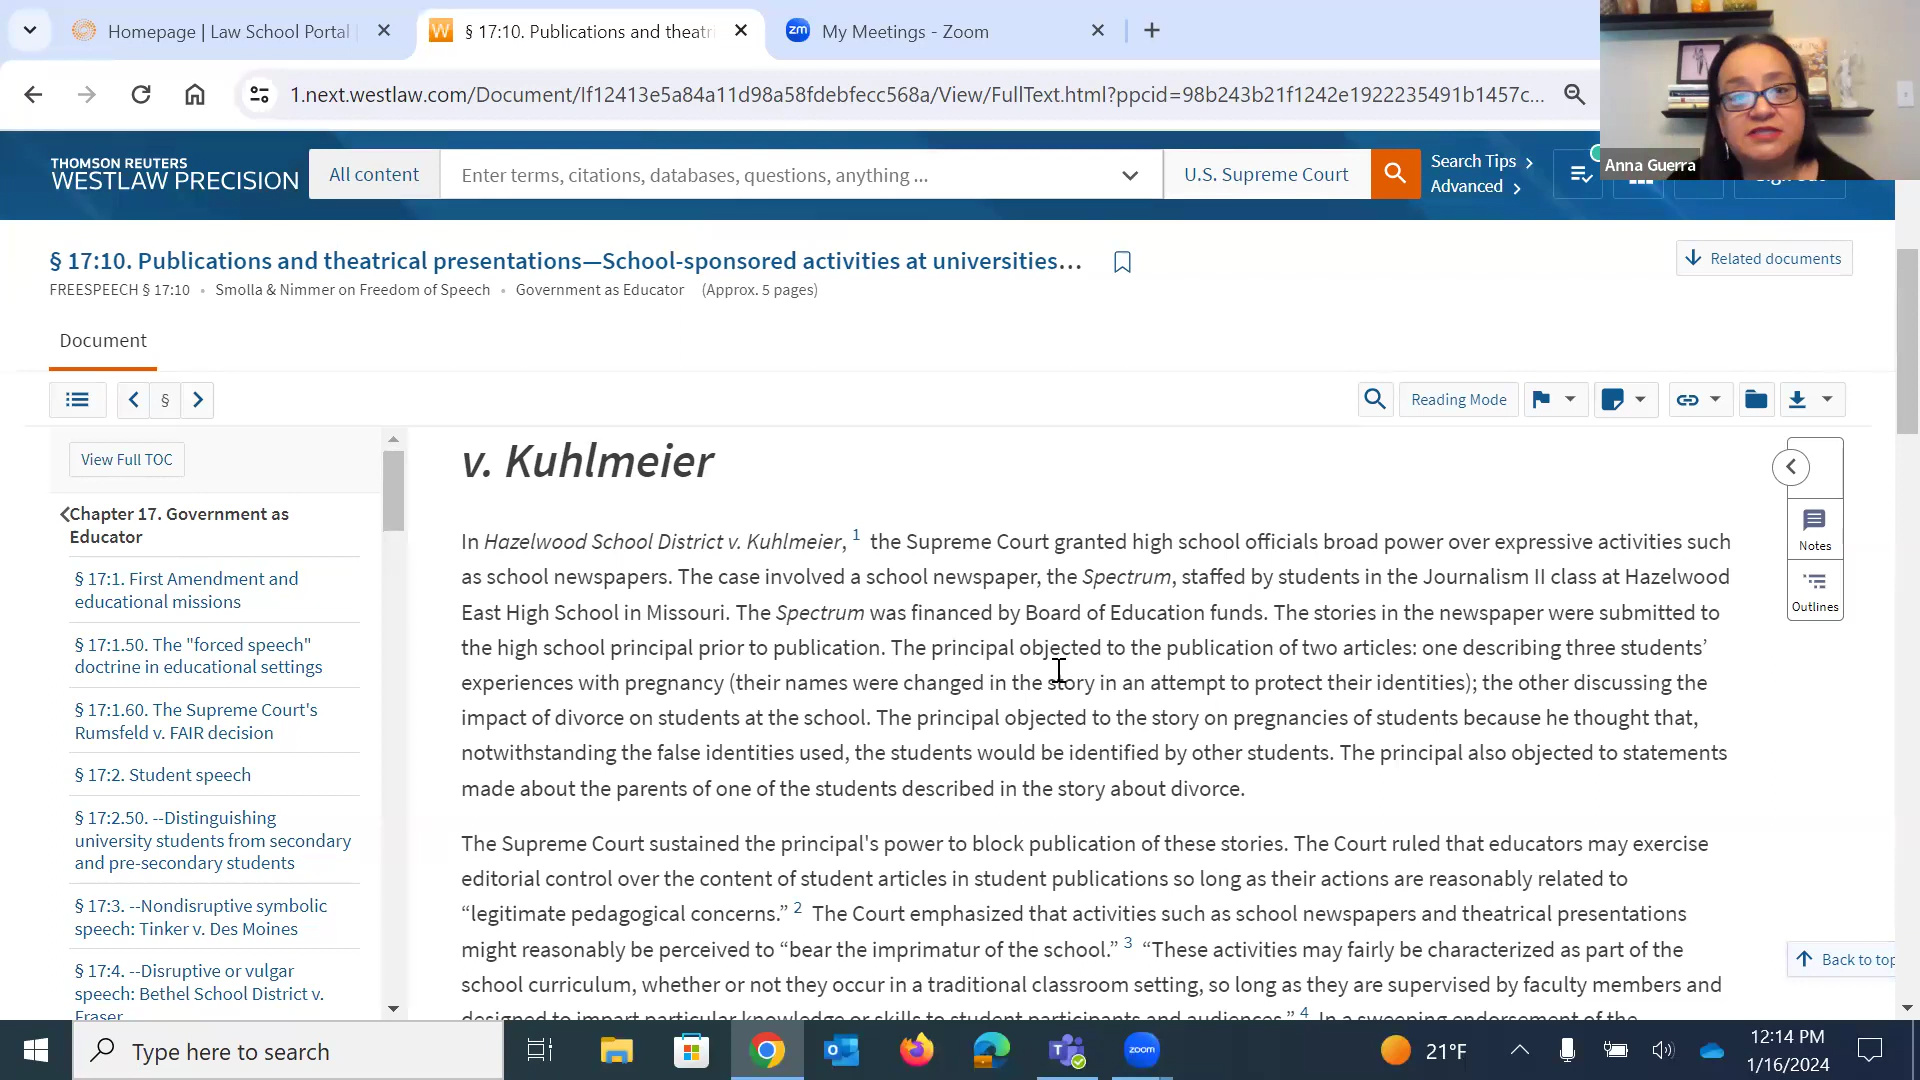 Homepage | Law School Portal
§ 17:10. Publications and theatri
My Meetings - Zoom
1.next.westlaw.com/Document/If12413e5a84a11d98a58fdebfecc568a/View/FullText.html?ppcid=98b243b21f1242e1922235491b1457c...
Anna Guerra
THOMSON REUTERS
WESTLAW PRECISION
All content
Enter terms, citations, databases, questions, anything ...
U.S. Supreme Court
Search Tips
Advanced
§ 17:10. Publications and theatrical presentations—School-sponsored activities at universities...
Related documents
FREESPEECH § 17:10 • Smolla & Nimmer on Freedom of Speech • Government as Educator (Approx. 5 pages)
Document
§
Reading Mode
View Full TOC
Chapter 17. Government as
Educator
§ 17:1. First Amendment and
educational missions
§ 17:1.50. The "forced speech"
doctrine in educational settings
§ 17:1.60. The Supreme Court's
Rumsfeld v. FAIR decision
§ 17:2. Student speech
§ 17:2.50. --Distinguishing
university students from secondary
and pre-secondary students
§ 17:3. --Nondisruptive symbolic
speech: Tinker v. Des Moines
§ 17:4. --Disruptive or vulgar
speech: Bethel School District v.
Fraser
v. Kuhlmeier
In Hazelwood School District v. Kuhlmeier, 1 the Supreme Court granted high school officials broad power over expressive activities such
as school newspapers. The case involved a school newspaper, the Spectrum, staffed by students in the Journalism II class at Hazelwood
East High School in Missouri. The Spectrum was financed by Board of Education funds. The stories in the newspaper were submitted to
the high school principal prior to publication. The principal objected to the publication of two articles: one describing three students’
experiences with pregnancy (their names were changed in the story in an attempt to protect their identities); the other discussing the
impact of divorce on students at the school. The principal objected to the story on pregnancies of students because he thought that,
notwithstanding the false identities used, the students would be identified by other students. The principal also objected to statements
made about the parents of one of the students described in the story about divorce.
The Supreme Court sustained the principal's power to block publication of these stories. The Court ruled that educators may exercise
editorial control over the content of student articles in student publications so long as their actions are reasonably related to
“legitimate pedagogical concerns.” 2 The Court emphasized that activities such as school newspapers and theatrical presentations
might reasonably be perceived to “bear the imprimatur of the school.” 3 “These activities may fairly be characterized as part of the
school curriculum, whether or not they occur in a traditional classroom setting, so long as they are supervised by faculty members and
designed to impart particular knowledge or skills to student participants and audiences.” 4 In a sweeping endorsement of the
Notes
Outlines
Back to top
Type here to search
zoom
21°F
12:14 PM
1/16/2024